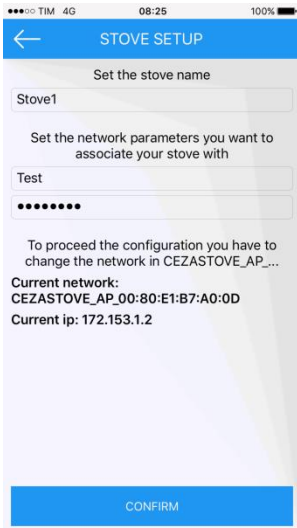 TIM 4G 08:25 100%
STOVE SETUP
Set the stove name
Stove1
Set the network parameters you want to
associate your stove with
Test
••••••••
To proceed the configuration you have to
change the network in CEZASTOVE_AP_...
Current network:
CEZASTOVE_AP_00:80:E1:B7:A0:0D
Current ip: 172.153.1.2
CONFIRM